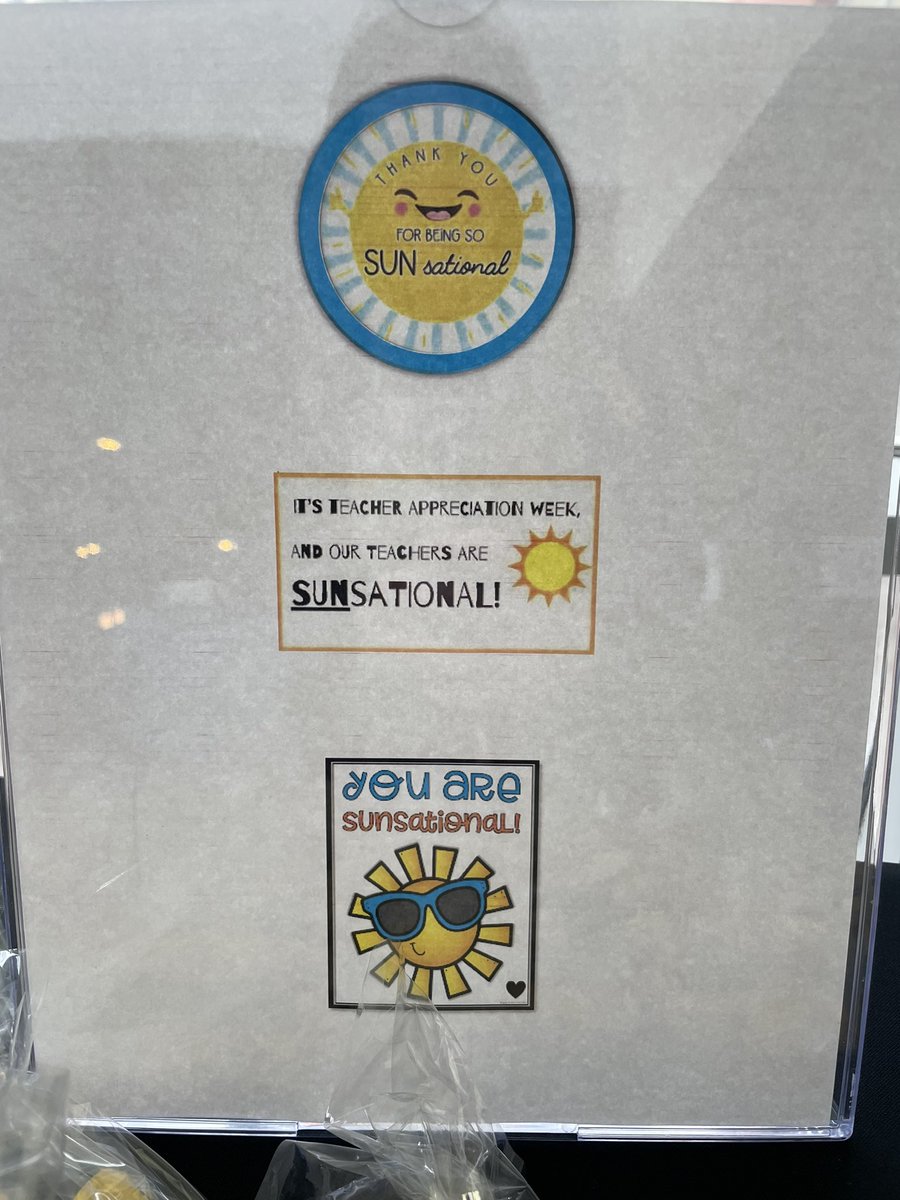 THANK YOU
FOR BEING SO
SUN sational
IT'S TEACHER APPRECIATION WEEK,
AND OUR TEACHERS ARE
SUNSATIONAL!
YOU ARE
SUNSATIONAL!